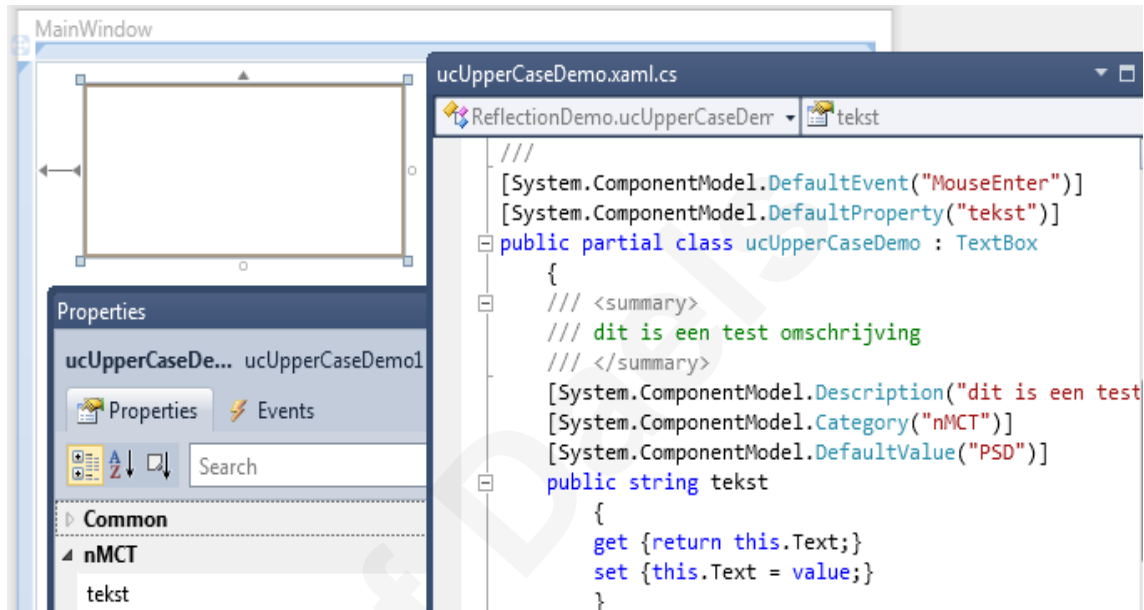 MainWindow
ucUpperCaseDemo.xaml.cs
ReflectionDemo.ucUpperCaseDem
tekst
///
[System.ComponentModel.DefaultEvent("MouseEnter")]
[System.ComponentModel.DefaultProperty("tekst")]
public partial class ucUpperCaseDemo : TextBox
{
/// <summary>
/// dit is een test omschrijving
/// </summary>
[System.ComponentModel.Description("dit is een test
[System.ComponentModel.Category("nMCT")]
[System.ComponentModel.DefaultValue("PSD")]
public string tekst
{
get {return this.Text;}
set {this.Text = value;}
}
Properties
ucUpperCaseDe... ucUpperCaseDemo1
Properties
Events
Search
Common
nMCT
tekst